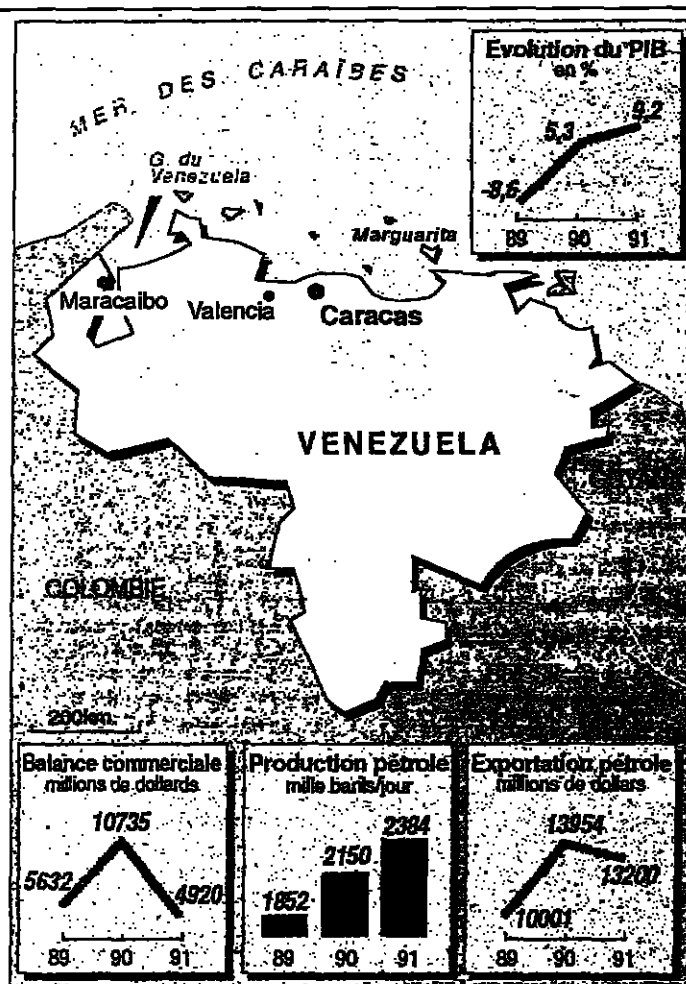 Evolution du PIB
en %
-8,6
5,3
9,2
89 90 91
MER DES CARAÏBES
G. du
Venezuela
Marguarita
Maracaibo
Valencia
Caracas
VENEZUELA
COLOMBIE
200km
Balance commerciale
millions de dollards
5632
10735
4920
89 90 91
Production pétrole
mille barils/jour
1852
2150
2384
89 90 91
Exportation pétrole
millions de dollars
10001
13954
13200
89 90 91